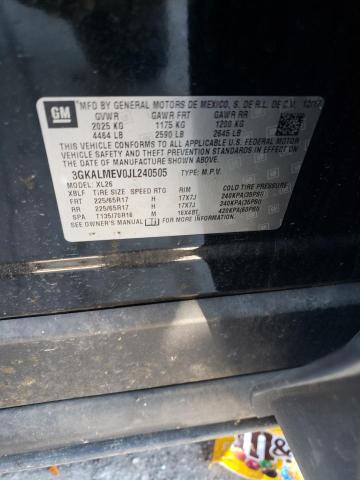 GM
MFD BY GENERAL MOTORS DE MEXICO, S. DE R.L. DE C.V. 12/17
GVWR GAWR FRT GAWR RR
2025 KG 1175 KG 1200 KG
4464 LB 2590 LB 2645 LB
THIS VEHICLE CONFORMS TO ALL APPLICABLE U.S. FEDERAL MOTOR
VEHICLE SAFETY AND THEFT PREVENTION STANDARDS IN EFFECT ON
THE DATE OF MANUFACTURE SHOWN ABOVE.
3GKALMEV0JL240505 TYPE: M.P.V.
MODEL: XL26
XBLF TIRE SIZE SPEED RTG RIM COLD TIRE PRESSURE
FRT 225/65R17 H 17X7J 240KPA(35PSI)
RR 225/65R17 H 17X7J 240KPA(35PSI)
SPA T135/70R16 M 16X4BT 420KPA(60PSI)
SEE OWNER'S MANUAL FOR MORE INFORMATION.
m&